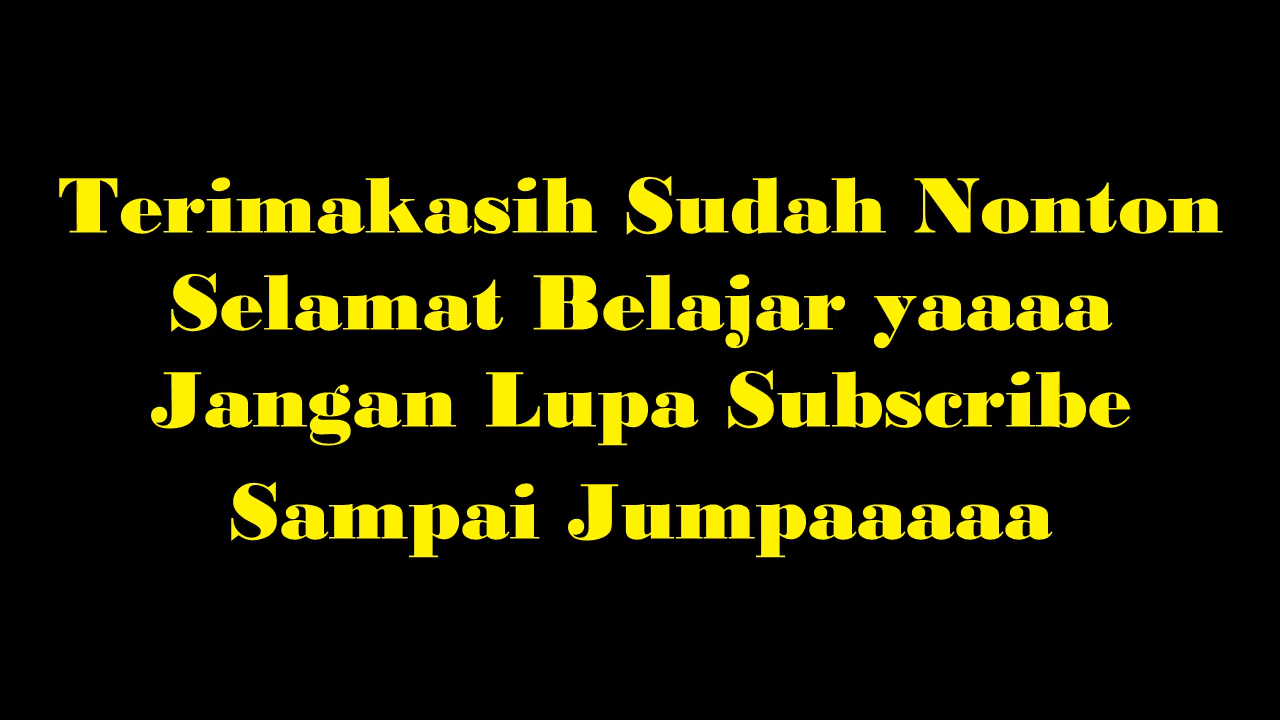 Terimakasih Sudah Nonton
Selamat Belajar yaaaa
Jangan Lupa Subscribe
Sampai Jumpaaaaa